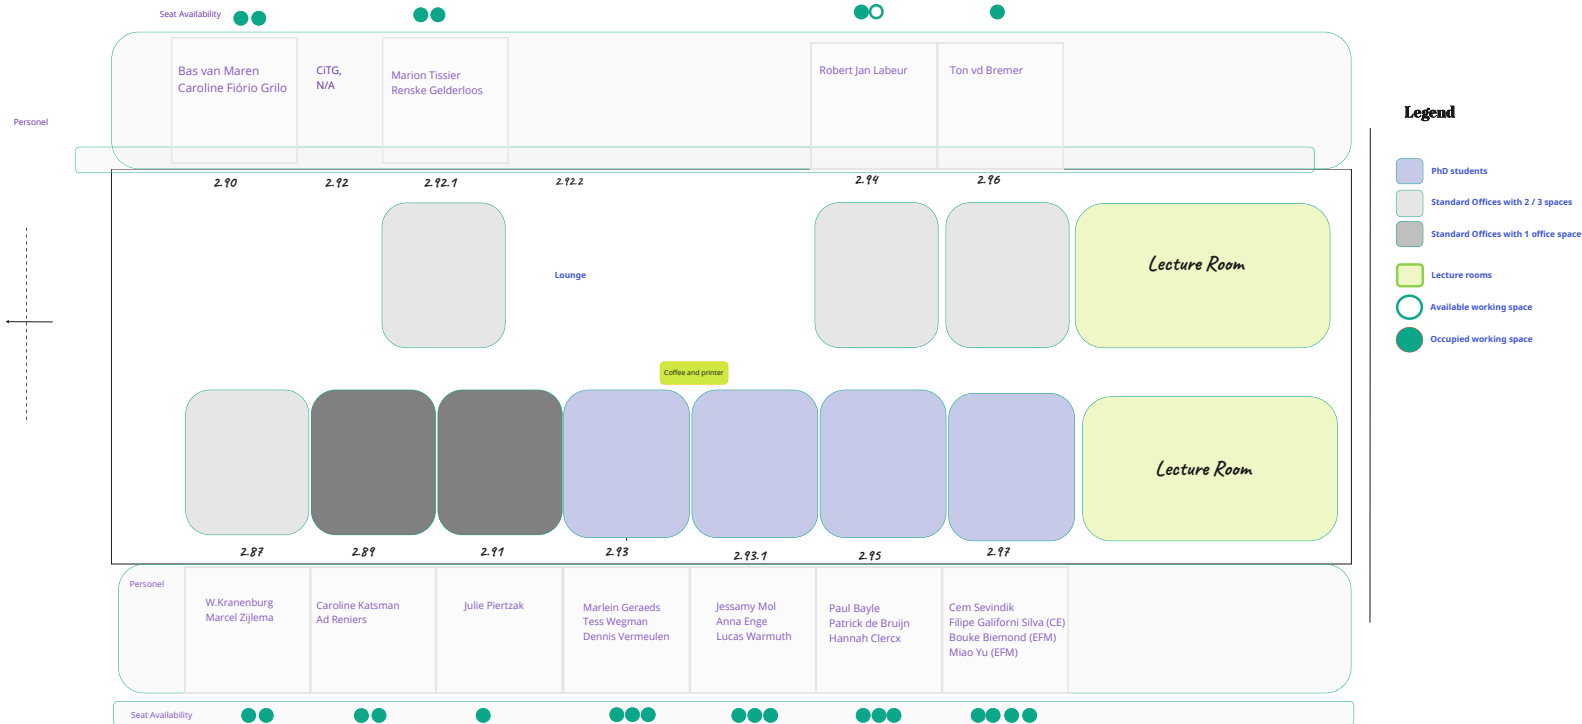 Seat Availability
Bas van Maren
Caroline Fiório Grilo
CiTG,
N/A
Marion Tissier
Renske Gelderloos
Robert Jan Labeur
Ton vd Bremer
Personel
2.90
2.92
2.92.1
2.92.2
2.94
2.96
Lounge
Lecture Room
Coffee and printer
Lecture Room
2.87
2.89
2.91
2.93
2.93.1
2.95
2.97
Personel
W.Kranenburg
Marcel Zijlema
Caroline Katsman
Ad Reniers
Julie Piertzak
Marlein Geraeds
Tess Wegman
Dennis Vermeulen
Jessamy Mol
Anna Enge
Lucas Warmuth
Paul Bayle
Patrick de Bruijn
Hannah Clercx
Cem Sevindik
Filipe Galiforni Silva (CE)
Bouke Biemond (EFM)
Miao Yu (EFM)
Seat Availability
Legend
PhD students
Standard Offices with 2 / 3 spaces
Standard Offices with 1 office space
Lecture rooms
Available working space
Occupied working space